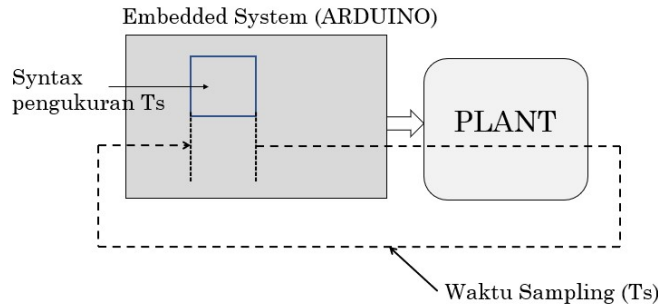 Embedded System (ARDUINO)
Syntax
pengukuran Ts
PLANT
Waktu Sampling (Ts)